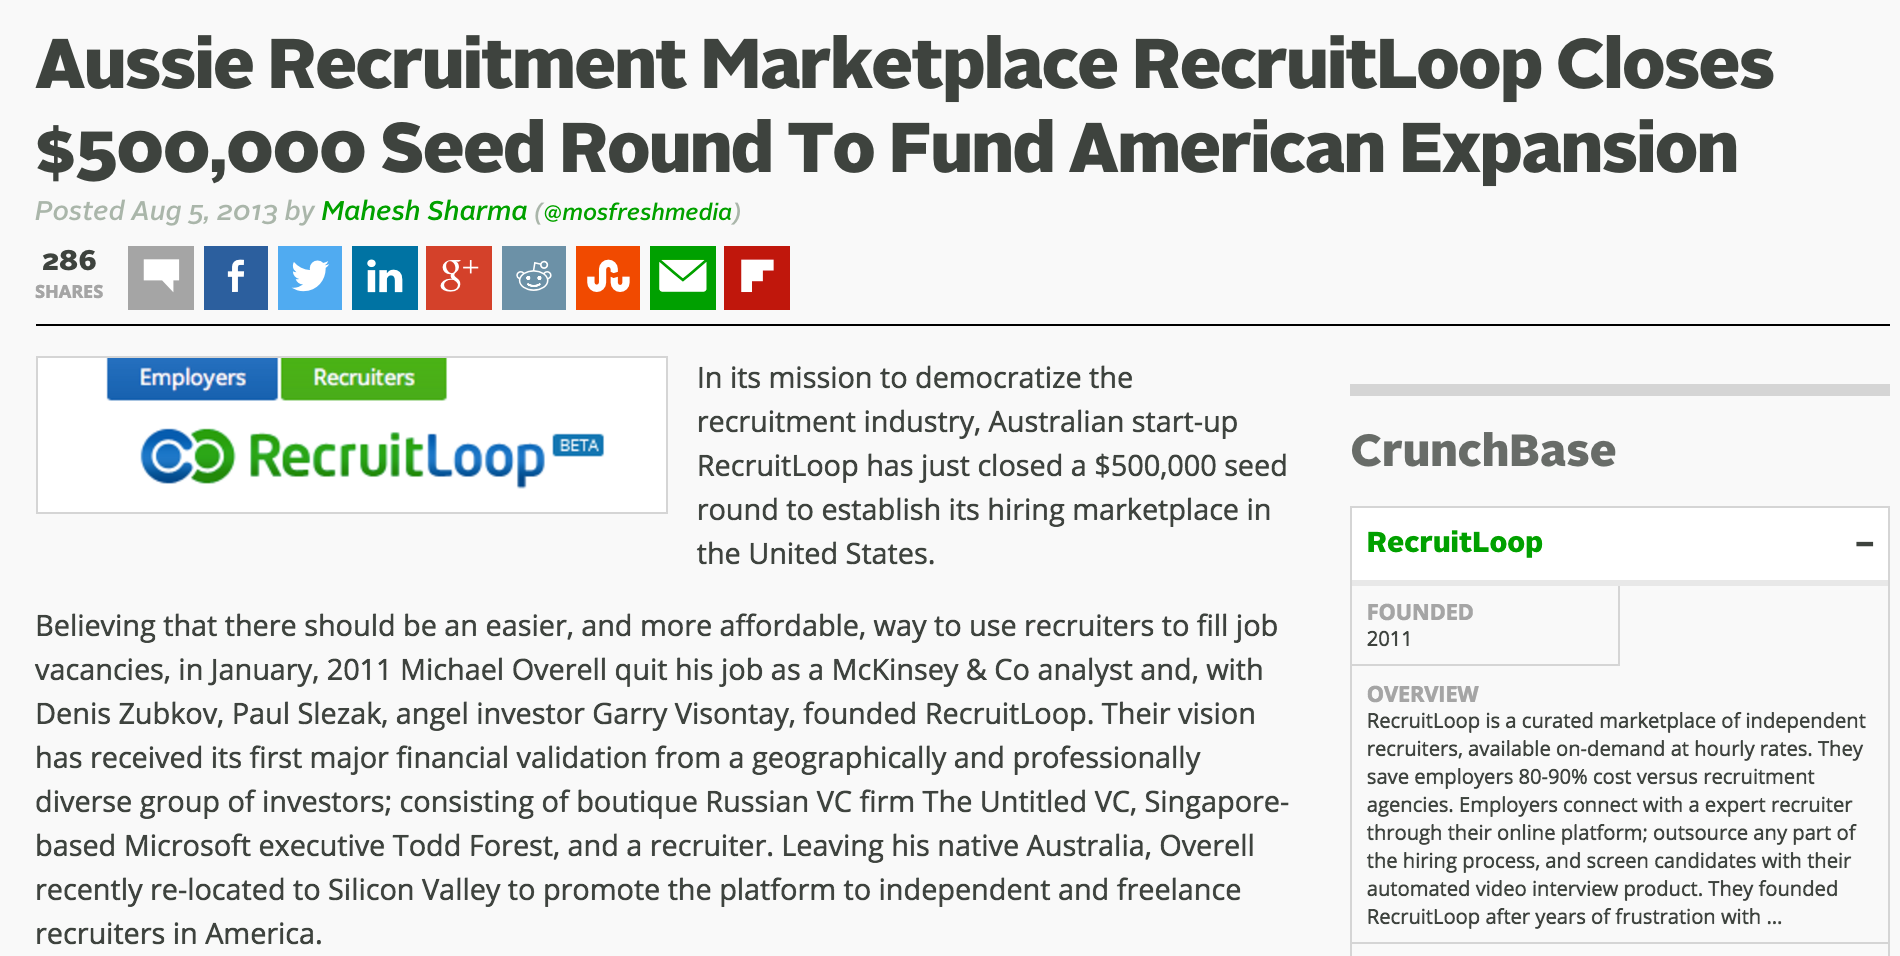 Aussie Recruitment Marketplace RecruitLoop Closes
$500,000 Seed Round To Fund American Expansion
Posted Aug 5, 2013 by Mahesh Sharma (@mosfreshmedia)
286
SHARES
f
in
g+
Employers
Recruiters
RecruitLoop BETA
In its mission to democratize the
recruitment industry, Australian start-up
RecruitLoop has just closed a $500,000 seed
round to establish its hiring marketplace in
the United States.
Believing that there should be an easier, and more affordable, way to use recruiters to fill job
vacancies, in January, 2011 Michael Overell quit his job as a McKinsey & Co analyst and, with
Denis Zubkov, Paul Slezak, angel investor Garry Visontay, founded RecruitLoop. Their vision
has received its first major financial validation from a geographically and professionally
diverse group of investors; consisting of boutique Russian VC firm The Untitled VC, Singapore-
based Microsoft executive Todd Forest, and a recruiter. Leaving his native Australia, Overell
recently re-located to Silicon Valley to promote the platform to independent and freelance
recruiters in America.
CrunchBase
RecruitLoop –
FOUNDED
2011
OVERVIEW
RecruitLoop is a curated marketplace of independent
recruiters, available on-demand at hourly rates. They
save employers 80-90% cost versus recruitment
agencies. Employers connect with a expert recruiter
through their online platform; outsource any part of
the hiring process, and screen candidates with their
automated video interview product. They founded
RecruitLoop after years of frustration with ...